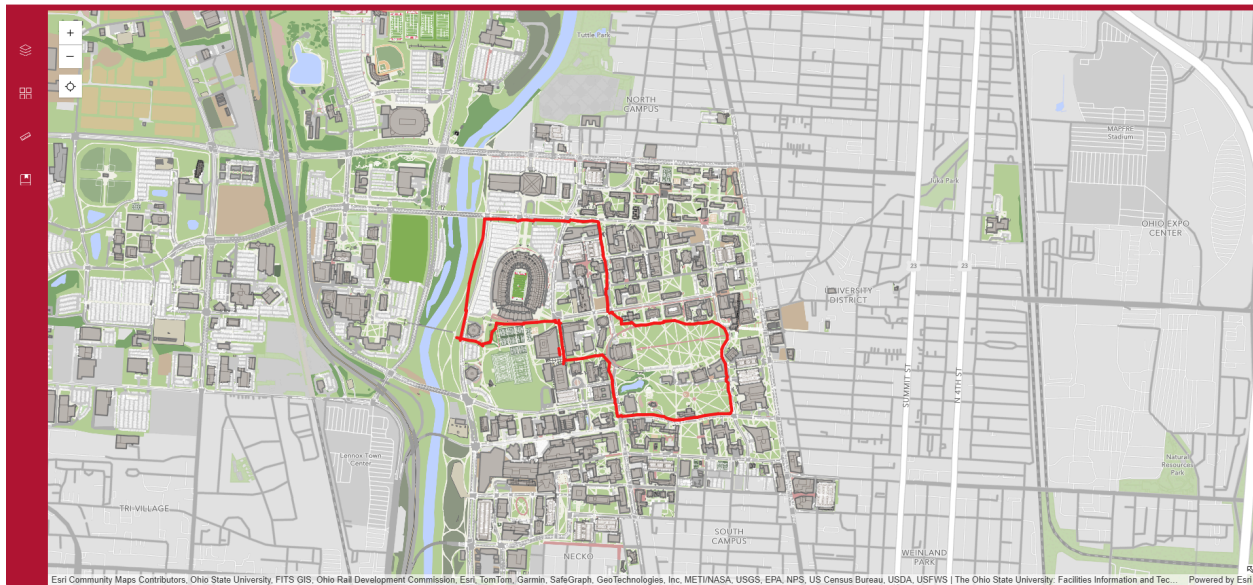 +
−
Tuttle Park
NORTH
CAMPUS
MAPFRE
Stadium
Iuka Park
OHIO EXPO
CENTER
23
23
UNIVERSITY
DISTRICT
SUMMIT ST
N 4TH ST
Lennox Town
Center
Natural
Resources
Park
TRI VILLAGE
SOUTH
CAMPUS
WEINLAND
PARK
NECKO
Esri Community Maps Contributors, Ohio State University, FITS GIS, Ohio Rail Development Commission, Esri, TomTom, Garmin, SafeGraph, GeoTechnologies, Inc, METI/NASA, USGS, EPA, NPS, US Census Bureau, USDA, USFWS | The Ohio State University: Facilities Information and Tec... Powered by Esri